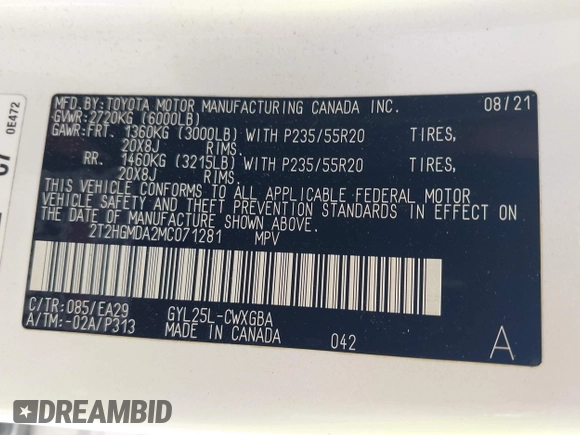 MFD.BY:TOYOTA MOTOR MANUFACTURING CANADA INC. 08/21
GVWR:2720KG (6000LB)
GAWR:FRT. 1360KG (3000LB) WITH P235/55R20 TIRES,
20X8J RIMS.
RR. 1460KG (3215LB) WITH P235/55R20 TIRES,
20X8J RIMS.
THIS VEHICLE CONFORMS TO ALL APPLICABLE FEDERAL MOTOR
VEHICLE SAFETY AND THEFT PREVENTION STANDARDS IN EFFECT ON
THE DATE OF MANUFACTURE SHOWN ABOVE.
2T2HGMDA2MC071281 MPV
C/TR:085/EA29 GYL25L-CWXGBA
A/TM:-02A/P313 MADE IN CANADA 042 A
0E472
DREAMBID